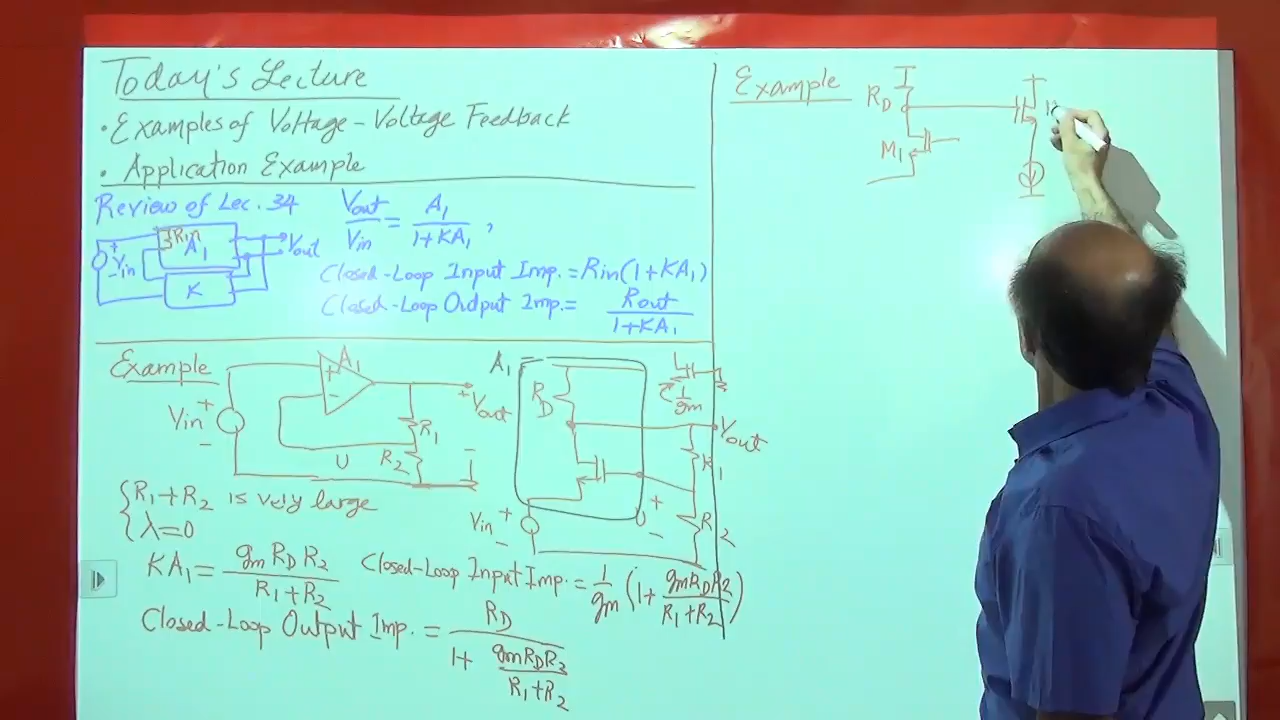 Today's Lecture
• Examples of Voltage-Voltage Feedback
• Application Example
Review of Lec. 34
Vout/Vin = A1/(1+KA1),
Rin
A1
+ Vin -
Vout
K
Closed-Loop Input Imp. = Rin(1+KA1)
Closed-Loop Output Imp. = Rout/(1+KA1)
Example
Vin + -
+ -
A1
+ Vout -
R1
R2
{R1+R2 is very large
λ=0
A1
RD
1/gm
Vout
R1
R2
+ -
Vin + -
KA1 = gm RD R2/(R1+R2)
Closed-Loop Input Imp. = 1/gm (1 + gmRDR2/(R1+R2))
Closed-Loop Output Imp. = RD/(1 + gmRDR2/(R1+R2))
Example
RD
M1